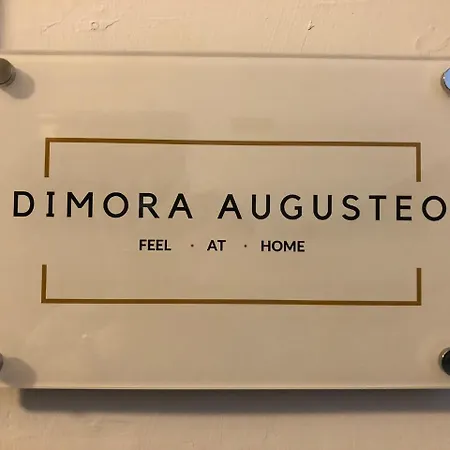 DIMORA AUGUSTEO
FEEL · AT · HOME